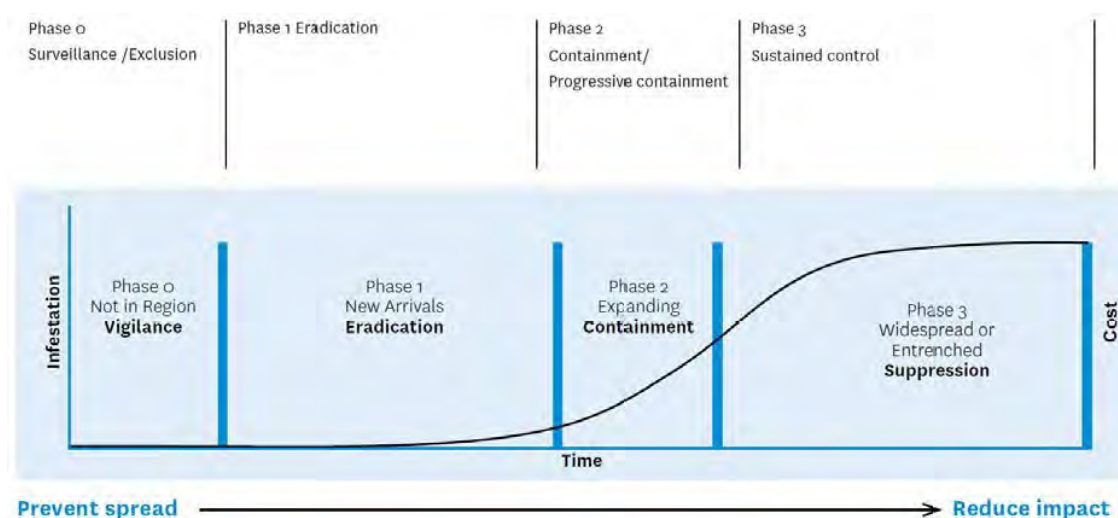 Phase 0
Surveillance /Exclusion
Phase 1 Eradication
Phase 2
Containment/
Progressive containment
Phase 3
Sustained control
Infestation
Phase 0
Not in Region
Vigilance
Phase 1
New Arrivals
Eradication
Phase 2
Expanding
Containment
Phase 3
Widespread or
Entrenched
Suppression
Cost
Time
Prevent spread
Reduce impact